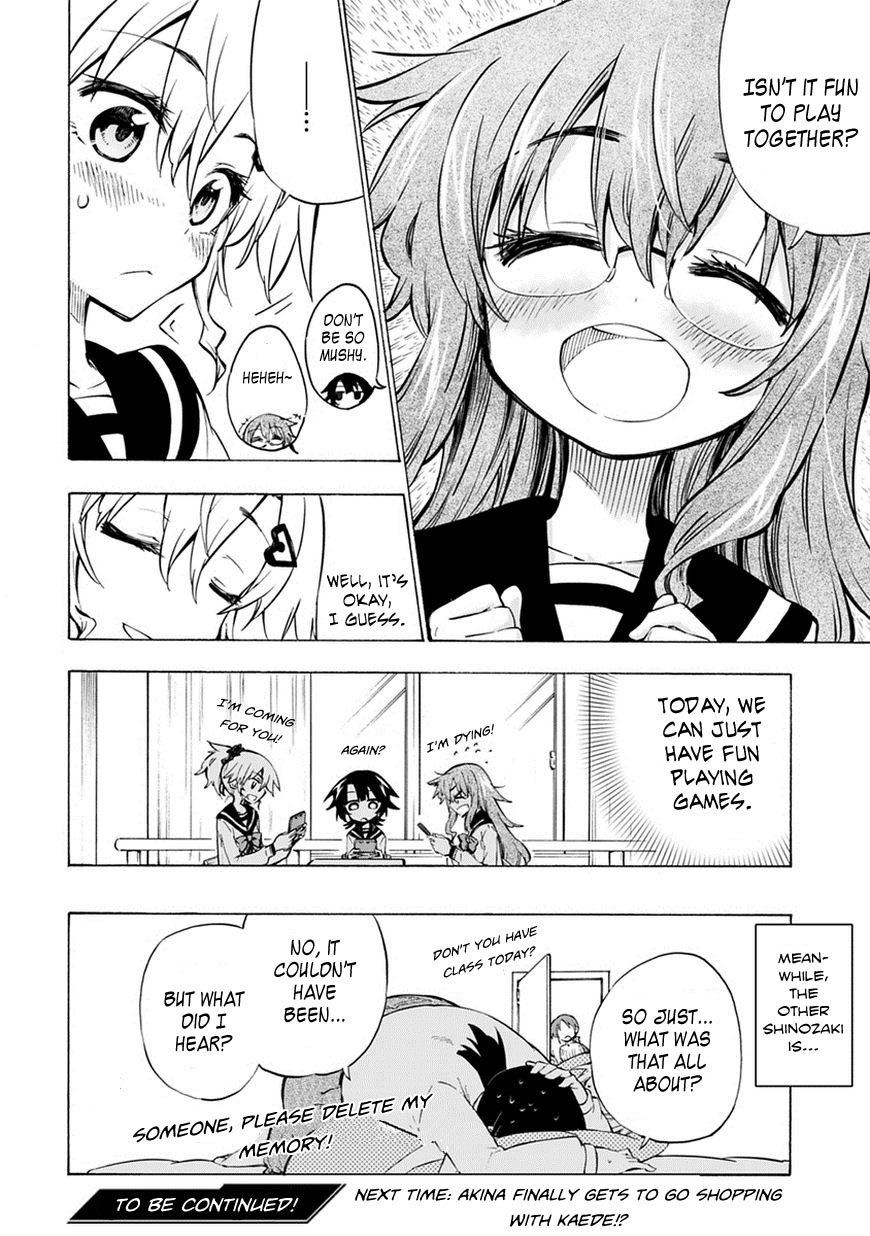 ISN'T IT FUN
TO PLAY
TOGETHER?
...
DON'T
BE SO
MUSHY.
HEHEH~
WELL, IT'S
OKAY,
I GUESS.
TODAY, WE
CAN JUST
HAVE FUN
PLAYING
GAMES.
I'M DYING!
AGAIN?
I'M COMING
FOR YOU!
MEAN-
WHILE,
THE
OTHER
SHINOZAKI
IS...
SO JUST...
WHAT WAS
THAT ALL
ABOUT?
DON'T YOU HAVE
CLASS TODAY?
NO, IT
COULDN'T
HAVE
BEEN...
BUT WHAT
DID I
HEAR?
SOMEONE, PLEASE DELETE MY
MEMORY!
TO BE CONTINUED!
NEXT TIME: AKINA FINALLY GETS TO GO SHOPPING
WITH KAEDE!?